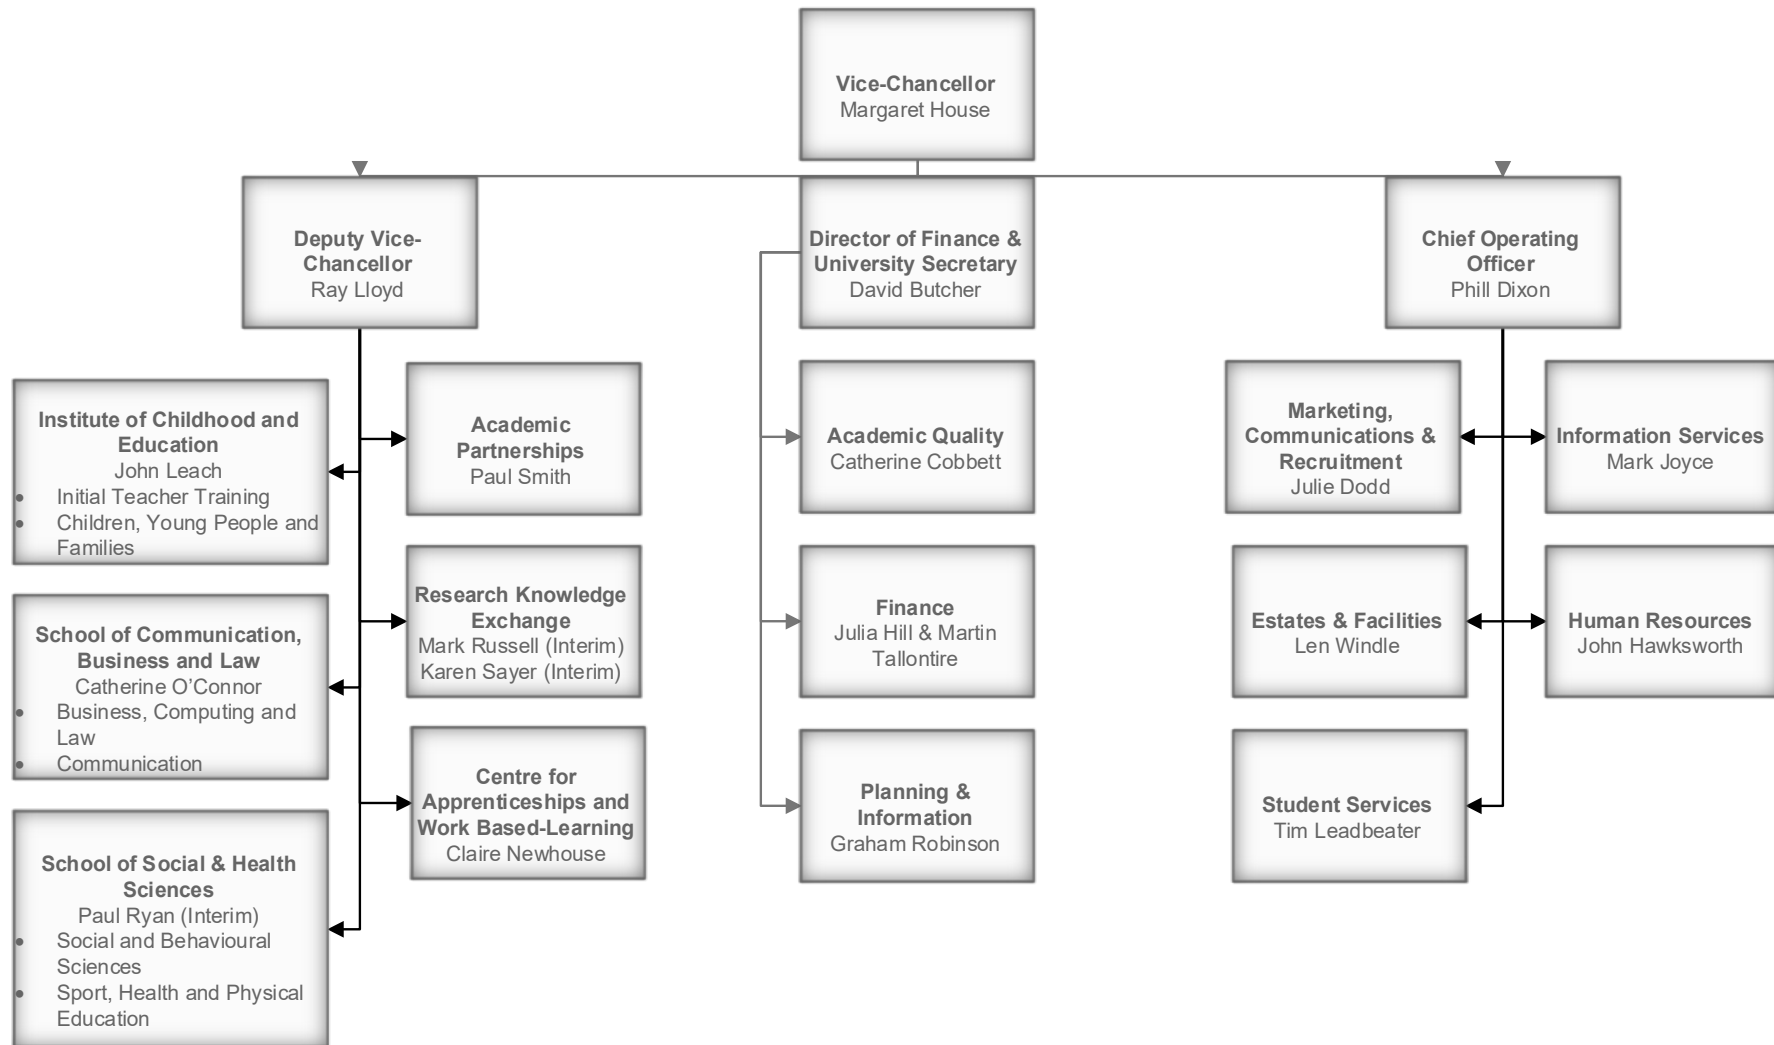 Vice-Chancellor
Margaret House
Deputy Vice-
Chancellor
Ray Lloyd
Director of Finance &
University Secretary
David Butcher
Chief Operating
Officer
Phill Dixon
Institute of Childhood and
Education
John Leach
• Initial Teacher Training
• Children, Young People and
Families
School of Communication,
Business and Law
Catherine O’Connor
• Business, Computing and
Law
• Communication
School of Social & Health
Sciences
Paul Ryan (Interim)
• Social and Behavioural
Sciences
• Sport, Health and Physical
Education
Academic
Partnerships
Paul Smith
Research Knowledge
Exchange
Mark Russell (Interim)
Karen Sayer (Interim)
Centre for
Apprenticeships and
Work Based-Learning
Claire Newhouse
Academic Quality
Catherine Cobbett
Finance
Julia Hill & Martin
Tallontire
Planning &
Information
Graham Robinson
Marketing,
Communications &
Recruitment
Julie Dodd
Estates & Facilities
Len Windle
Student Services
Tim Leadbeater
Information Services
Mark Joyce
Human Resources
John Hawksworth